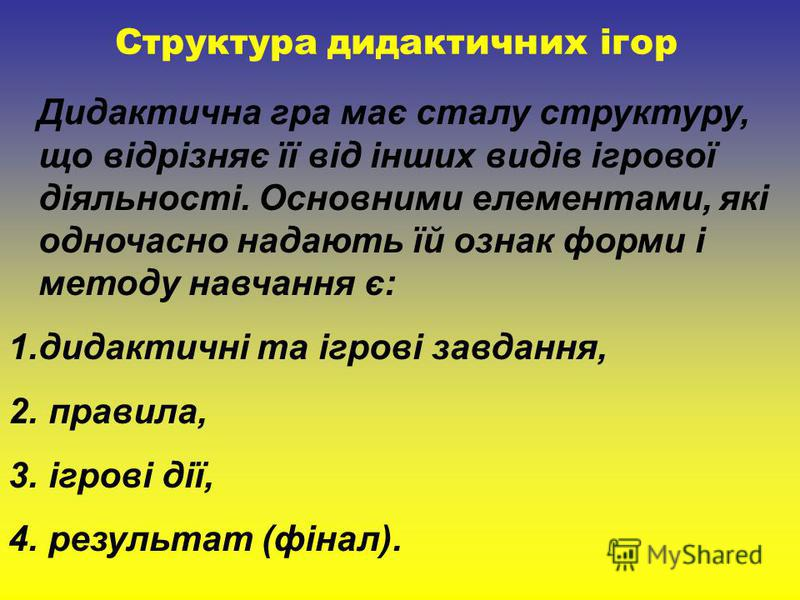 Структура дидактичних ігор
Дидактична гра має сталу структуру,
що відрізняє її від інших видів ігрової
діяльності. Основними елементами, які
одночасно надають їй ознак форми і
методу навчання є:
1.дидактичні та ігрові завдання,
2. правила,
3. ігрові дії,
4. результат (фінал).
MyShared